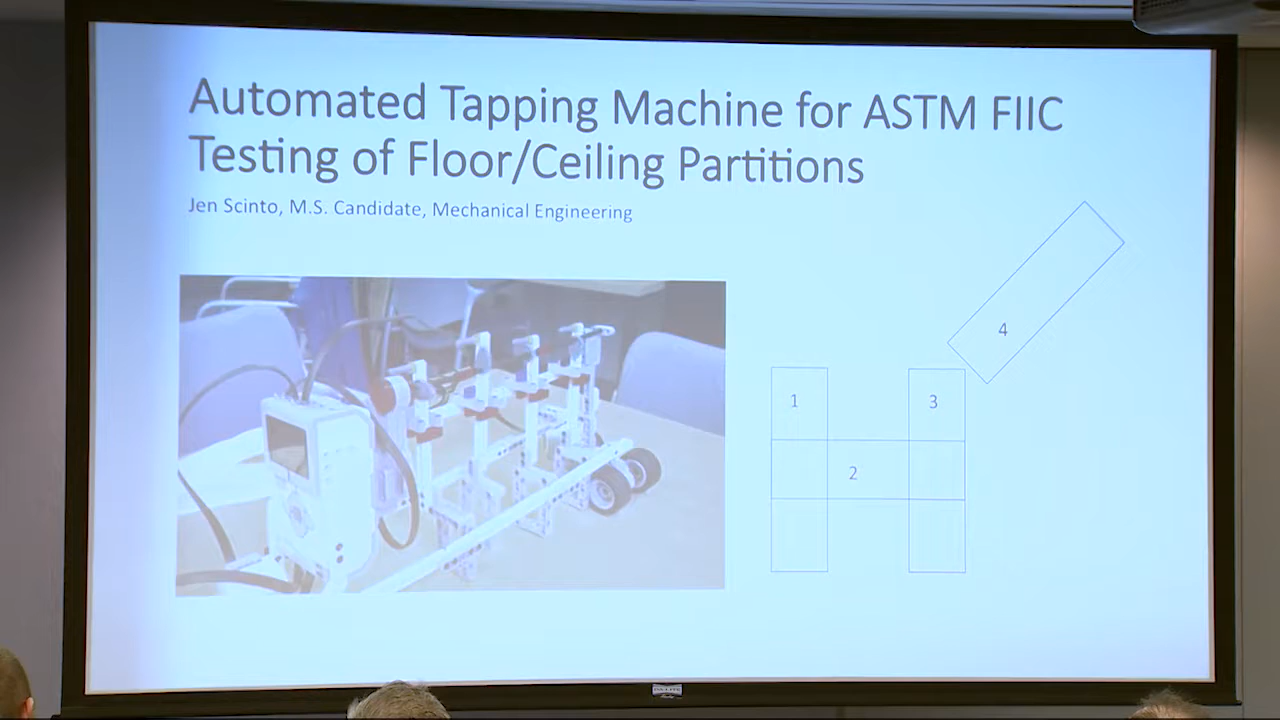 Automated Tapping Machine for ASTM FIIC
Testing of Floor/Ceiling Partitions
Jen Scinto, M.S. Candidate, Mechanical Engineering
4
1
3
2